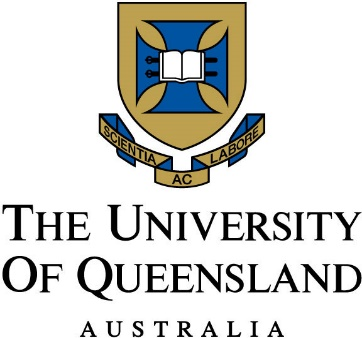 SCIENTIA AC LABORE
THE UNIVERSITY
OF QUEENSLAND
AUSTRALIA